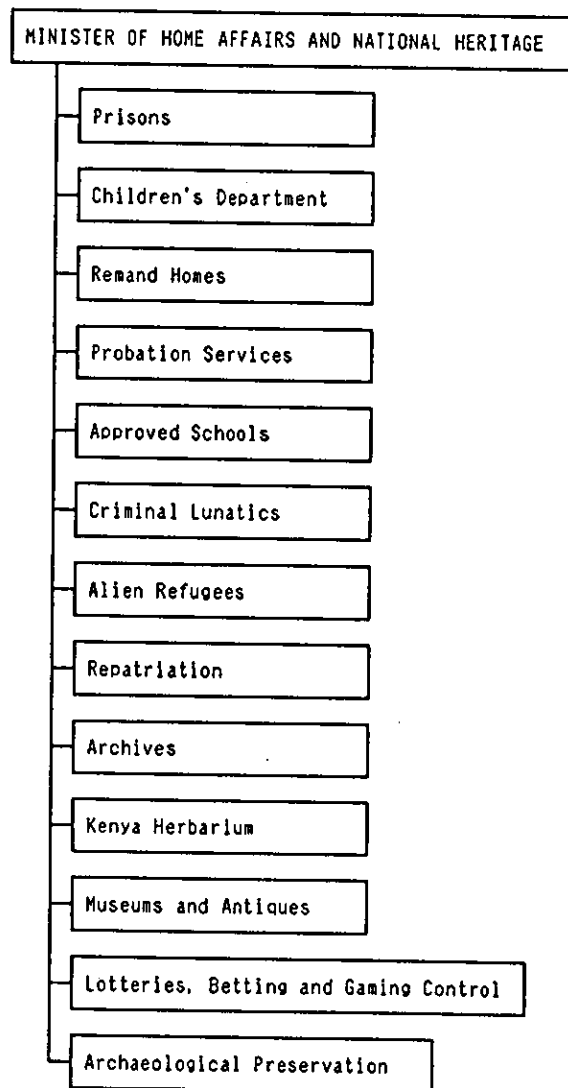 MINISTER OF HOME AFFAIRS AND NATIONAL HERITAGE
Prisons
Children's Department
Remand Homes
Probation Services
Approved Schools
Criminal Lunatics
Alien Refugees
Repatriation
Archives
Kenya Herbarium
Museums and Antiques
Lotteries, Betting and Gaming Control
Archaeological Preservation